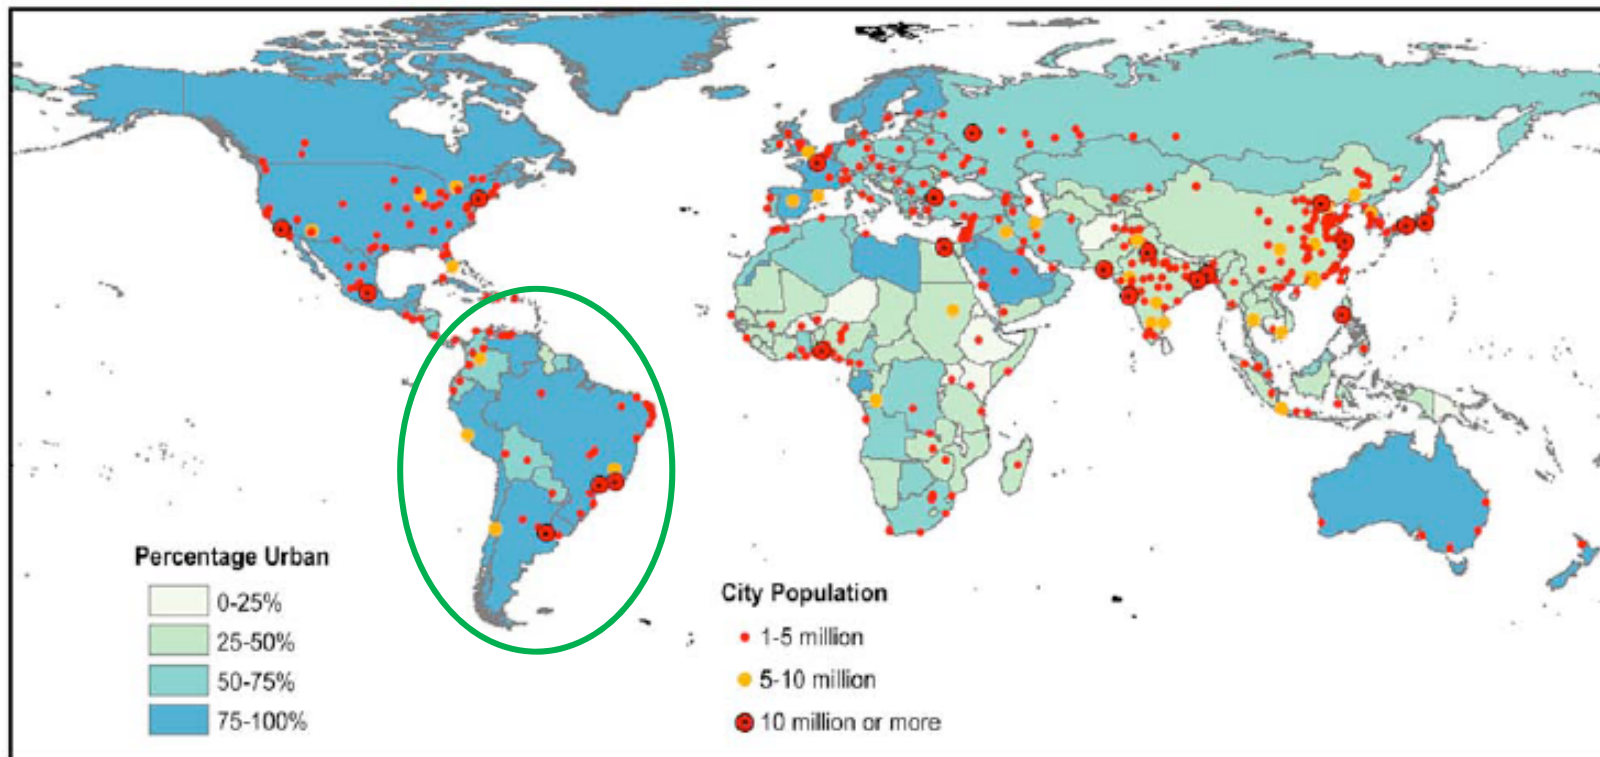 Percentage Urban
0-25%
25-50%
50-75%
75-100%
City Population
1-5 million
5-10 million
10 million or more